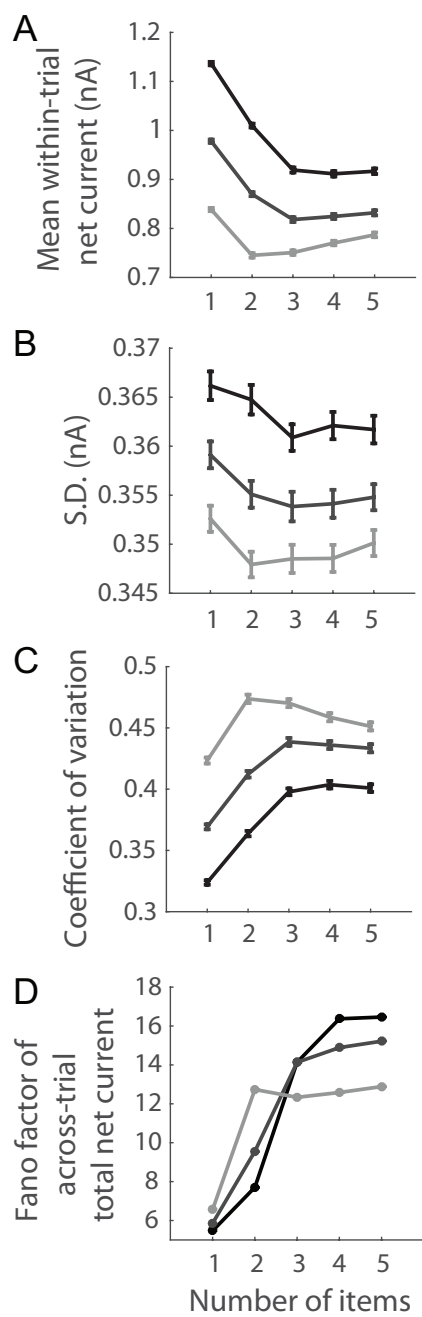 A
Mean within-trial
net current (nA)
1.2
1.1
1
0.9
0.8
0.7
1 2 3 4 5
B
S.D. (nA)
0.37
0.365
0.36
0.355
0.35
0.345
1 2 3 4 5
C
Coefficient of variation
0.5
0.45
0.4
0.35
0.3
1 2 3 4 5
D
Fano factor of
across-trial
total net current
18
16
14
12
10
8
6
1 2 3 4 5
Number of items